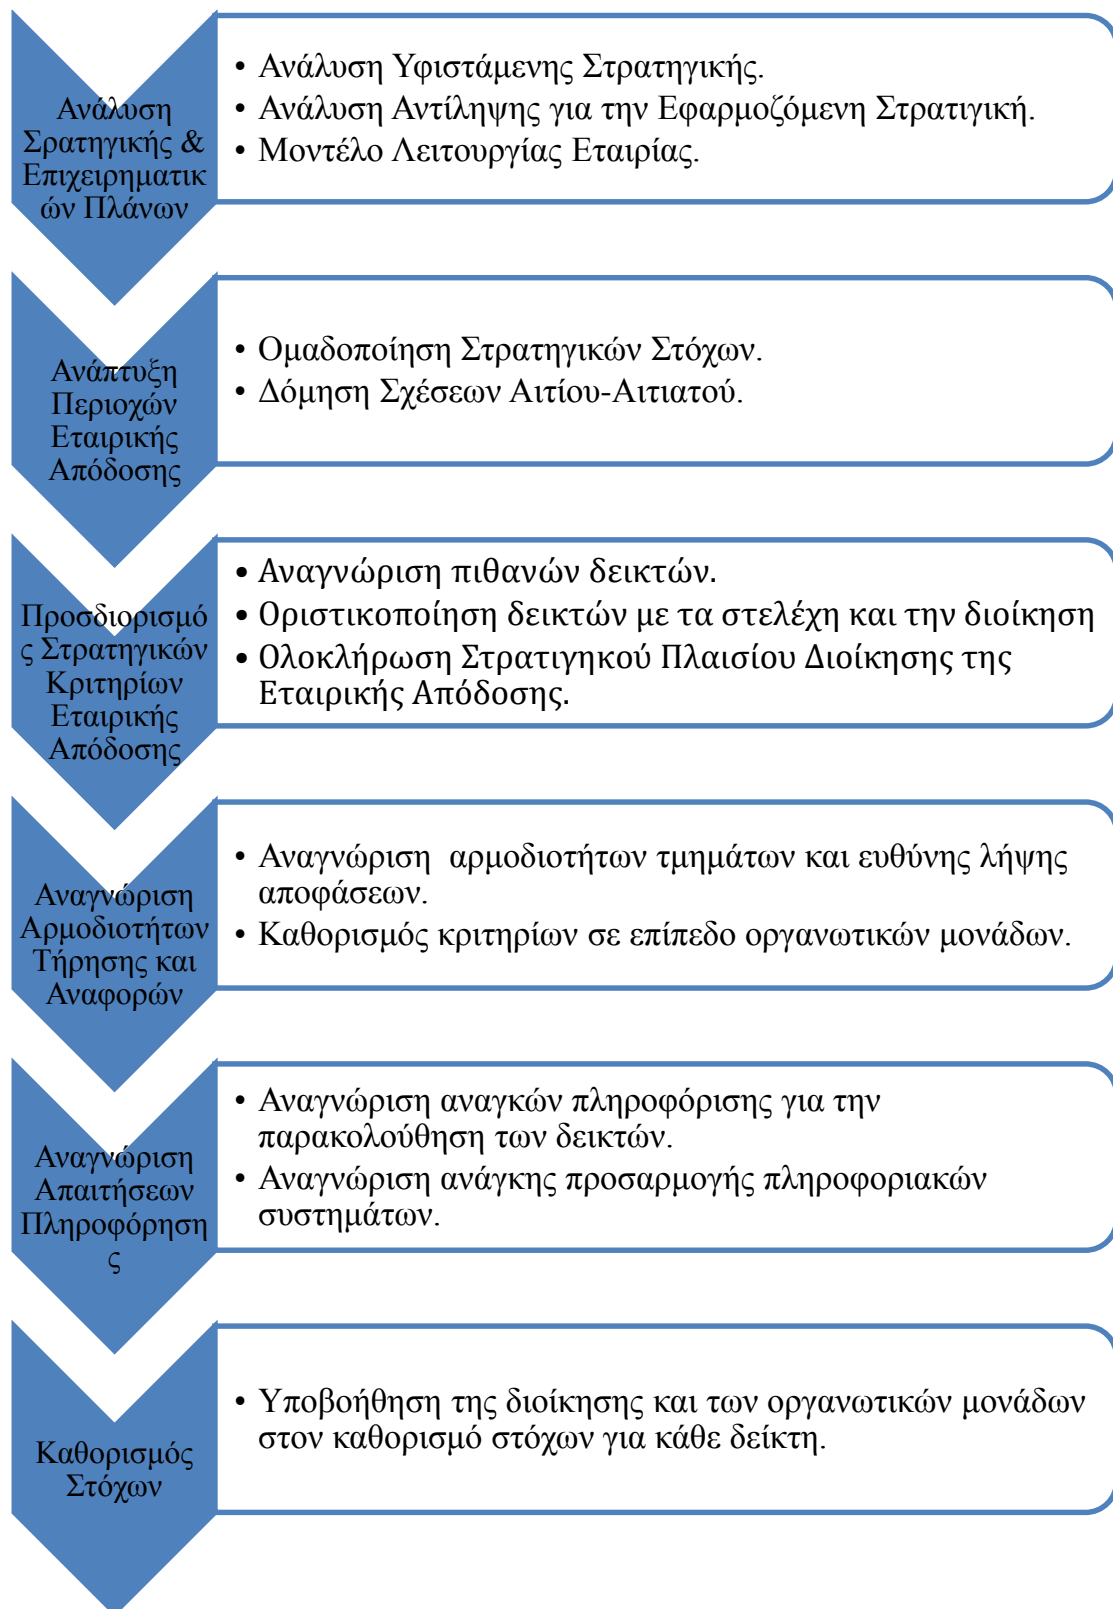 Ανάλυση
Σρατηγικής &
Επιχειρηματικ
ών Πλάνων
• Ανάλυση Υφιστάμενης Στρατηγικής.
• Ανάλυση Αντίληψης για την Εφαρμοζόμενη Στρατιγική.
• Μοντέλο Λειτουργίας Εταιρίας.
Ανάπτυξη
Περιοχών
Εταιρικής
Απόδοσης
• Ομαδοποίηση Στρατηγικών Στόχων.
• Δόμηση Σχέσεων Αιτίου-Αιτιατού.
Προσδιορισμό
ς Στρατηγικών
Κριτηρίων
Εταιρικής
Απόδοσης
• Αναγνώριση πιθανών δεικτών.
• Οριστικοποίηση δεικτών με τα στελέχη και την διοίκηση
• Ολοκλήρωση Στρατιγηκού Πλαισίου Διοίκησης της
Εταιρικής Απόδοσης.
Αναγνώριση
Αρμοδιοτήτων
Τήρησης και
Αναφορών
• Αναγνώριση  αρμοδιοτήτων τμημάτων και ευθύνης λήψης
αποφάσεων.
• Καθορισμός κριτηρίων σε επίπεδο οργανωτικών μονάδων.
Αναγνώριση
Απαιτήσεων
Πληροφόρηση
ς
• Αναγνώριση αναγκών πληροφόρισης για την
παρακολούθηση των δεικτών.
• Αναγνώριση ανάγκης προσαρμογής πληροφοριακών
συστημάτων.
Καθορισμός
Στόχων
• Υποβοήθηση της διοίκησης και των οργανωτικών μονάδων
στον καθορισμό στόχων για κάθε δείκτη.